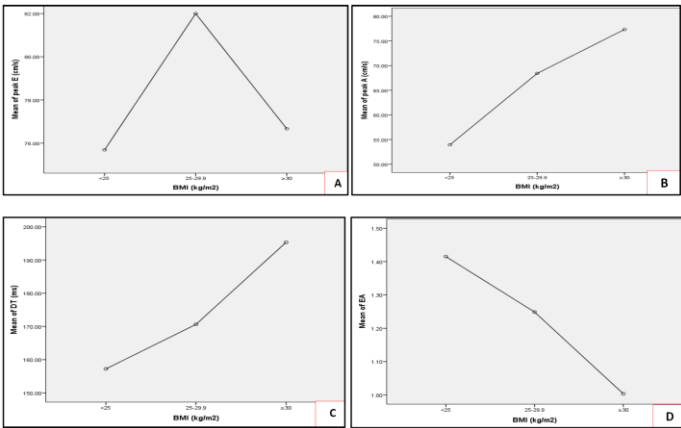 Mean of peak E (cm/s)
82.00
80.00
78.00
76.00
<25
25-29.9
≥30
BMI (kg/m2)
A
Mean of peak A (cm/s)
80.00
75.00
70.00
65.00
60.00
55.00
50.00
<25
25-29.9
≥30
BMI (kg/m2)
B
Mean of DT (ms)
200.00
190.00
180.00
170.00
160.00
150.00
<25
25-29.9
≥30
BMI (kg/m2)
C
Mean of EA
1.50
1.40
1.30
1.20
1.10
1.00
<25
25-29.9
≥30
BMI (kg/m2)
D